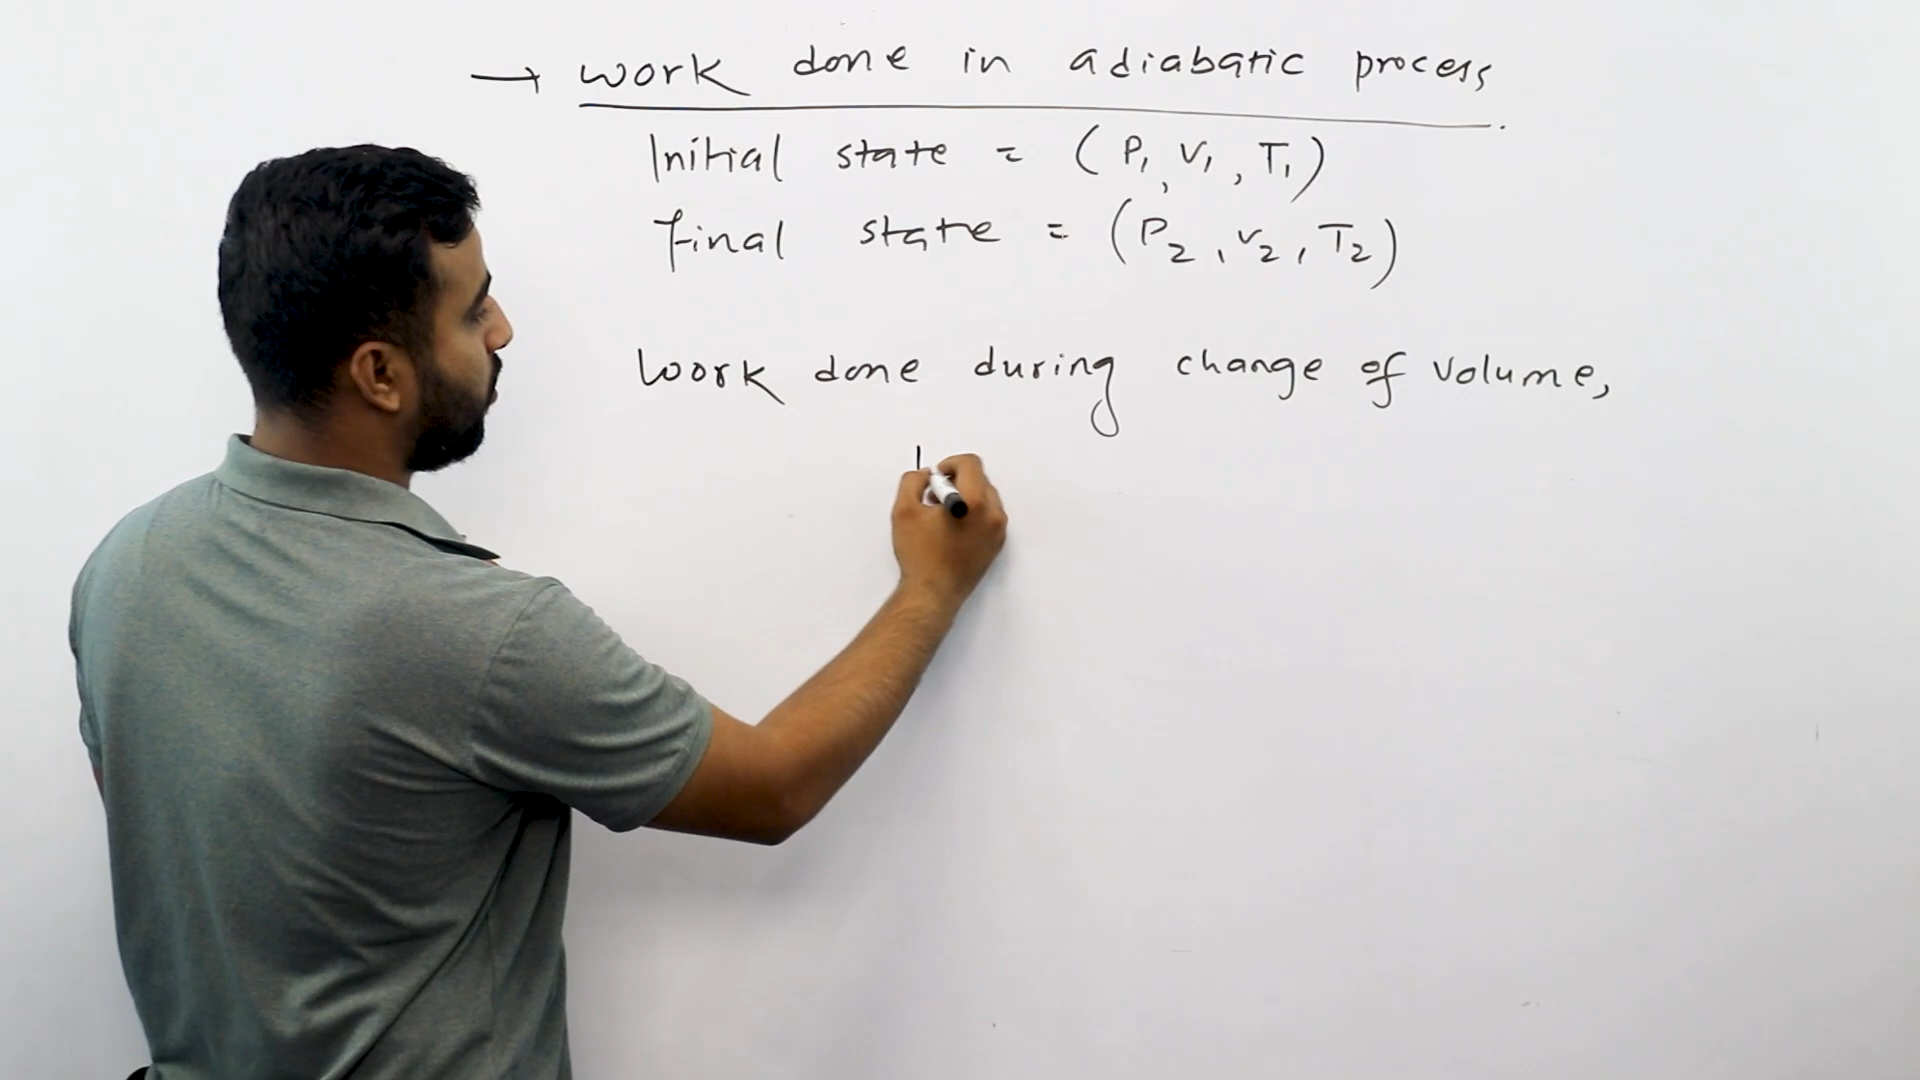 → work done in adiabatic process
Initial state = (P₁, V₁, T₁)
Final state = (P₂, V₂, T₂)
Work done during change of volume,